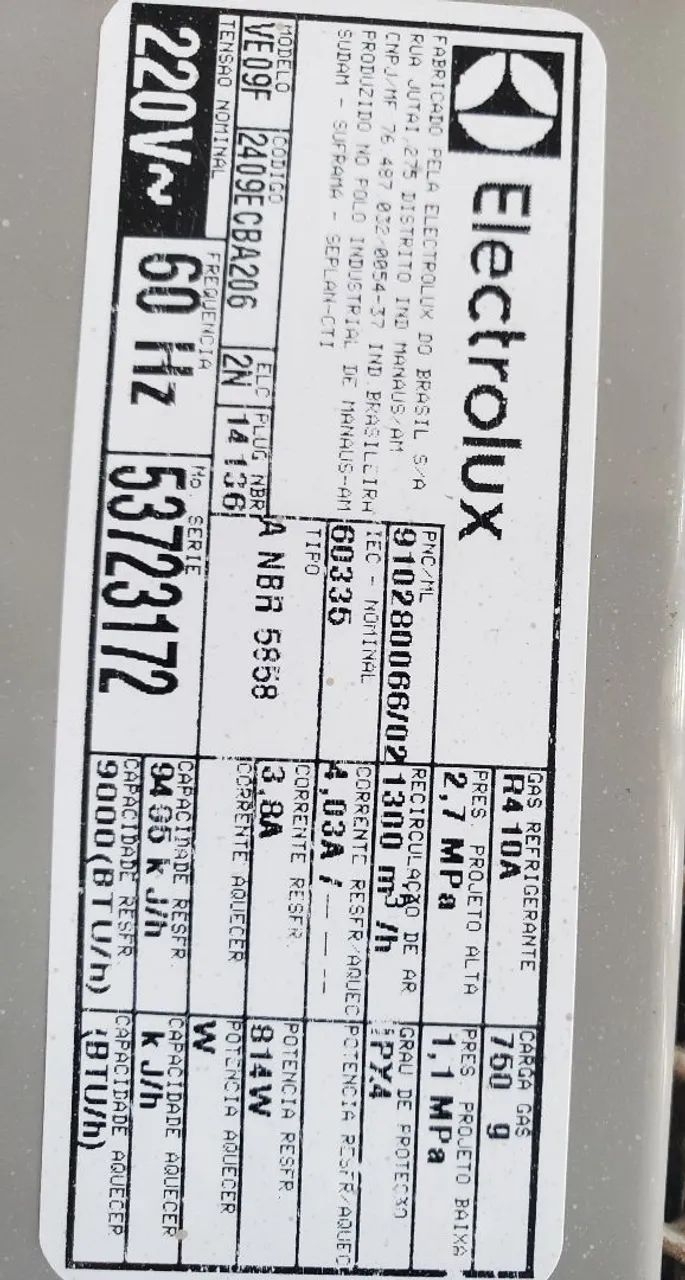 Electrolux
FABRICADO PELA ELECTROLUX DO BRASIL S/A
RUA JUTAI,275 DISTRITO IND MANAUS/AM
CNPJ/MF 76 487 032/0054-37 IND.BRASILEIRA
PRODUZIDO NO POLO INDUSTRIAL DE MANAUS-AM
SUDAM - SUFRAMA - SEPLAN-CTI
MODELO CODIGO ELC PLUG NBR
VE09F 2409ECBA206 2N 14136
TENSAO NOMINAL FREQUENCIA No. SERIE
220V~ 60 Hz 53723172
PNC/ML
910280066/02
IEC - NOMINAL
60335
TIPO
A NBR 5858
GAS REFRIGERANTE CARGA GAS
R410A 750 g
PRES. PROJETO ALTA PRES. PROJETO BAIXA
2,7 MPa 1,1 MPa
RECIRCULAÇÃO DE AR GRAU DE PROTECXO
1300 m³/h IPX4
CORRENTE RESFR/AQUEC POTENCIA RESFR/AQUEC
4,03A / — — —
CORRENTE RESFR. POTENCIA RESFR.
3,8A 814W
CORRENTE AQUECER POTENCIA AQUECER
W
CAPACIDADE RESFR. CAPACIDADE AQUECER
9495 kJ/h kJ/h
CAPACIDADE RESFR. CAPACIDADE AQUECER
9000(BTU/h) (BTU/h)